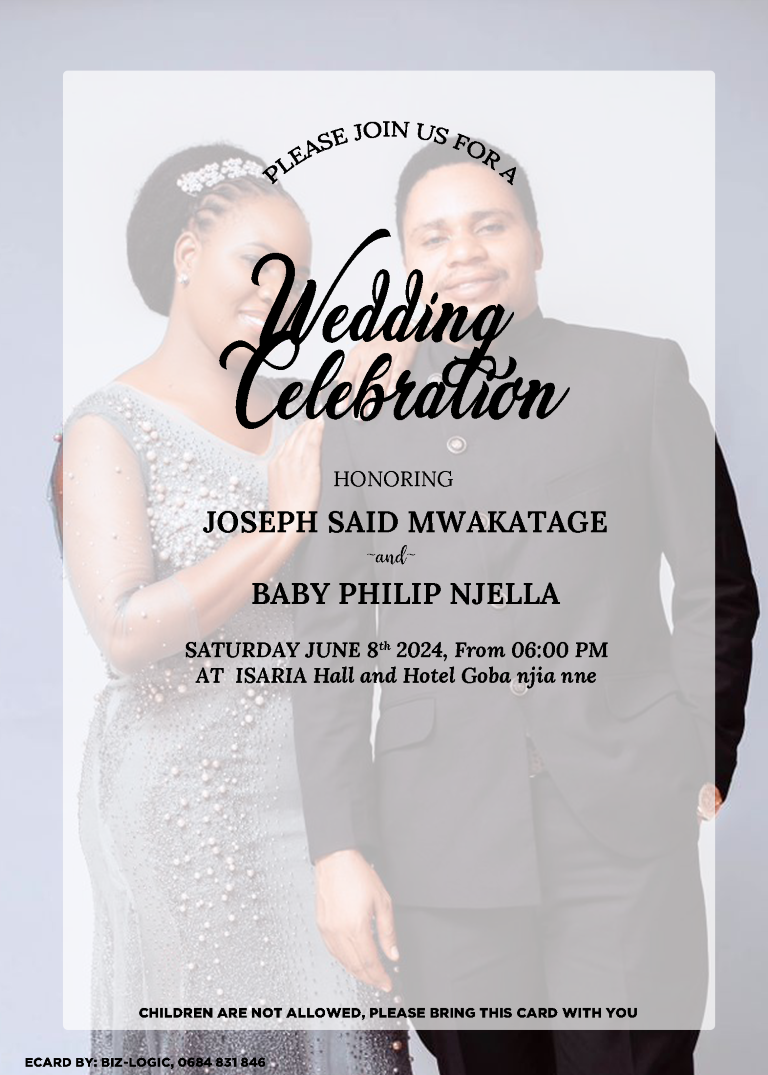 PLEASE JOIN US FOR A
Wedding
Celebration
HONORING
JOSEPH SAID MWAKATAGE
~and~
BABY PHILIP NJELLA
SATURDAY JUNE 8th 2024, From 06:00 PM
AT ISARIA Hall and Hotel Goba njia nne
CHILDREN ARE NOT ALLOWED, PLEASE BRING THIS CARD WITH YOU
ECARD BY: BIZ-LOGIC, 0684 831 846